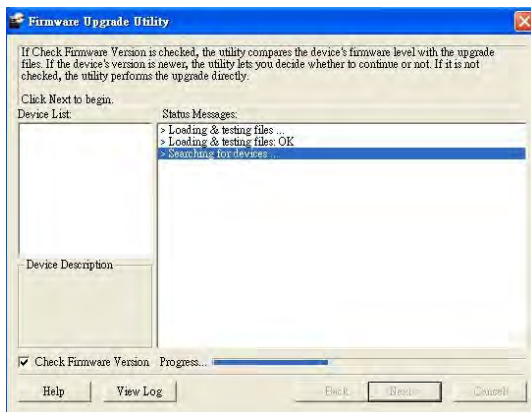 Firmware Upgrade Utility
If Check Firmware Version is checked, the utility compares the device's firmware level with the upgrade
files. If the device's version is newer, the utility lets you decide whether to continue or not. If it is not
checked, the utility performs the upgrade directly.
Click Next to begin.
Device List: Status Messages:
> Loading & testing files ...
> Loading & testing files: OK
> Searching for devices ...
Device Description
Check Firmware Version Progress...
Help View Log Back Next> Cancel